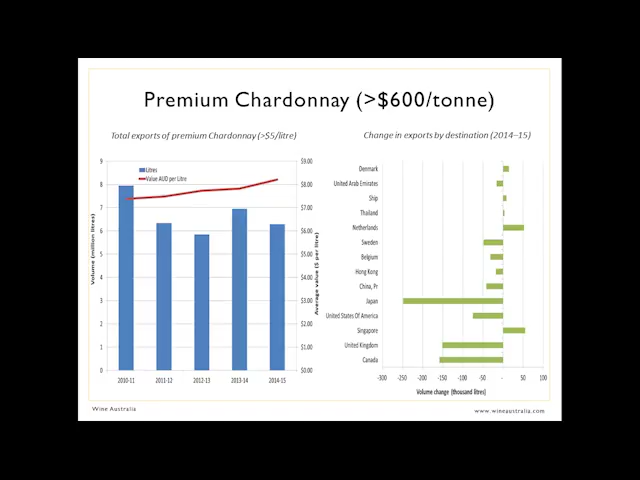 Premium Chardonnay (>$600/tonne)
Total exports of premium Chardonnay (>$5/litre)
Litres
Value AUD per Litre
9
8
7
6
5
4
3
2
1
0
Volume (million litres)
$9.00
$8.00
$7.00
$6.00
$5.00
$4.00
$3.00
$2.00
$1.00
$0.00
Average value ($ per litre)
2010-11 2011-12 2012-13 2013-14 2014-15
Change in exports by destination (2014–15)
Denmark
United Arab Emirates
Ship
Thailand
Netherlands
Sweden
Belgium
Hong Kong
China, Pr
Japan
United States Of America
Singapore
United Kingdom
Canada
-300 -250 -200 -150 -100 -50 - 50 100
Volume change (thousand litres)
Wine Australia
www.wineaustralia.com